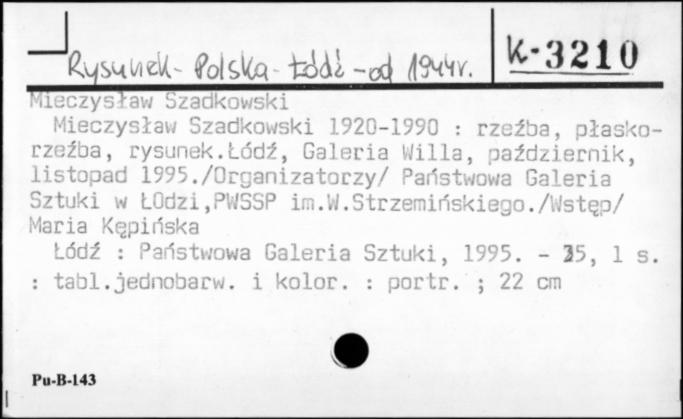 Rysunek - Polska - Łódź - od 1944r.
K-3210
Mieczysław Szadkowski
Mieczysław Szadkowski 1920-1990 : rzeźba, płasko-
rzeźba, rysunek.Łódź, Galeria Willa, październik,
listopad 1995./Organizatorzy/ Państwowa Galeria
Sztuki w ŁOdzi,PWSSP im.W.Strzemińskiego./Wstęp/
Maria Kępińska
Łódź : Państwowa Galeria Sztuki, 1995. - 35, 1 s.
: tabl.jednobarw. i kolor. : portr. ; 22 cm
Pu-B-143